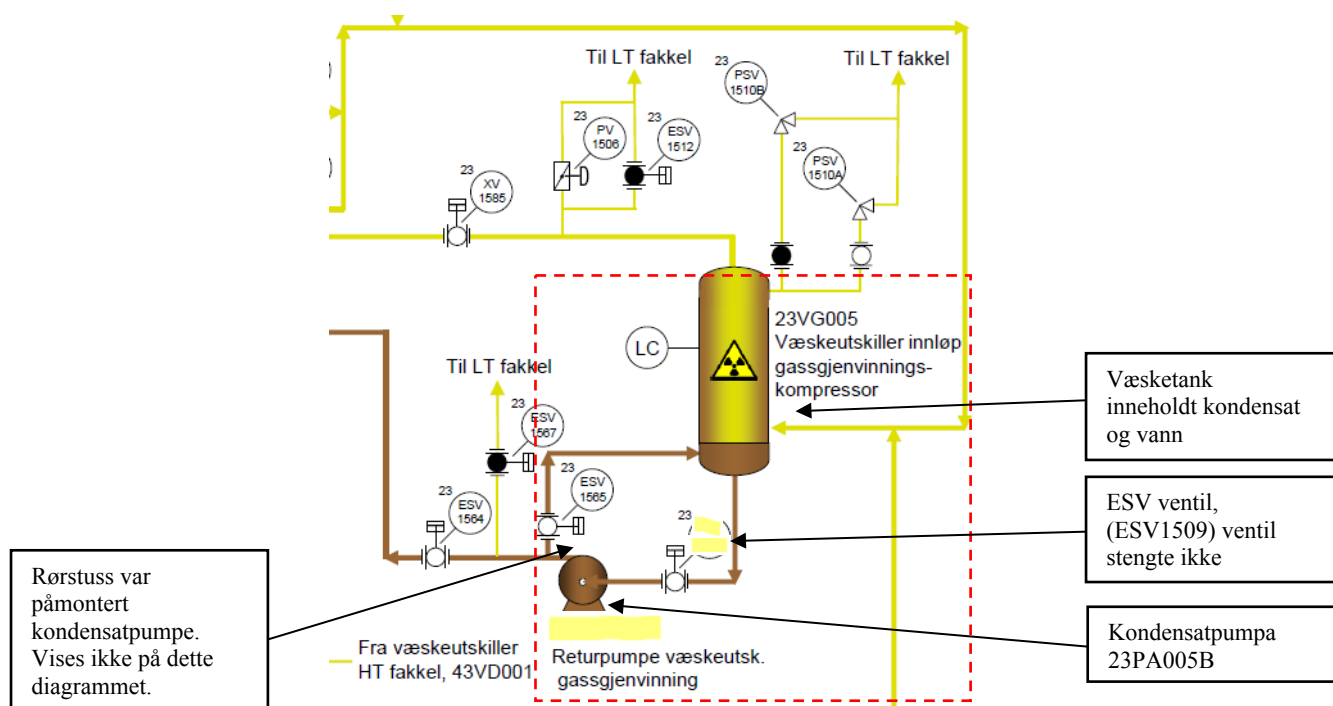 Til LT fakkel
Til LT fakkel
23
PSV
1510B
23
PV
1506
23
ESV
1512
23
PSV
1510A
23
XV
1585
23VG005
Væskeutskiller innløp
gassgjenvinnings-
kompressor
LC
Til LT fakkel
Væsketank
inneholdt kondensat
og vann
23
ESV
1567
23
ESV
1565
23
ESV
1564
23
ESV ventil,
(ESV1509) ventil
stengte ikke
Rørstuss var
påmontert
kondensatpumpe.
Vises ikke på dette
diagrammet.
Kondensatpumpa
23PA005B
Fra væskeutskiller
HT fakkel, 43VD001
Returpumpe væskeutsk.
gassgjenvinning